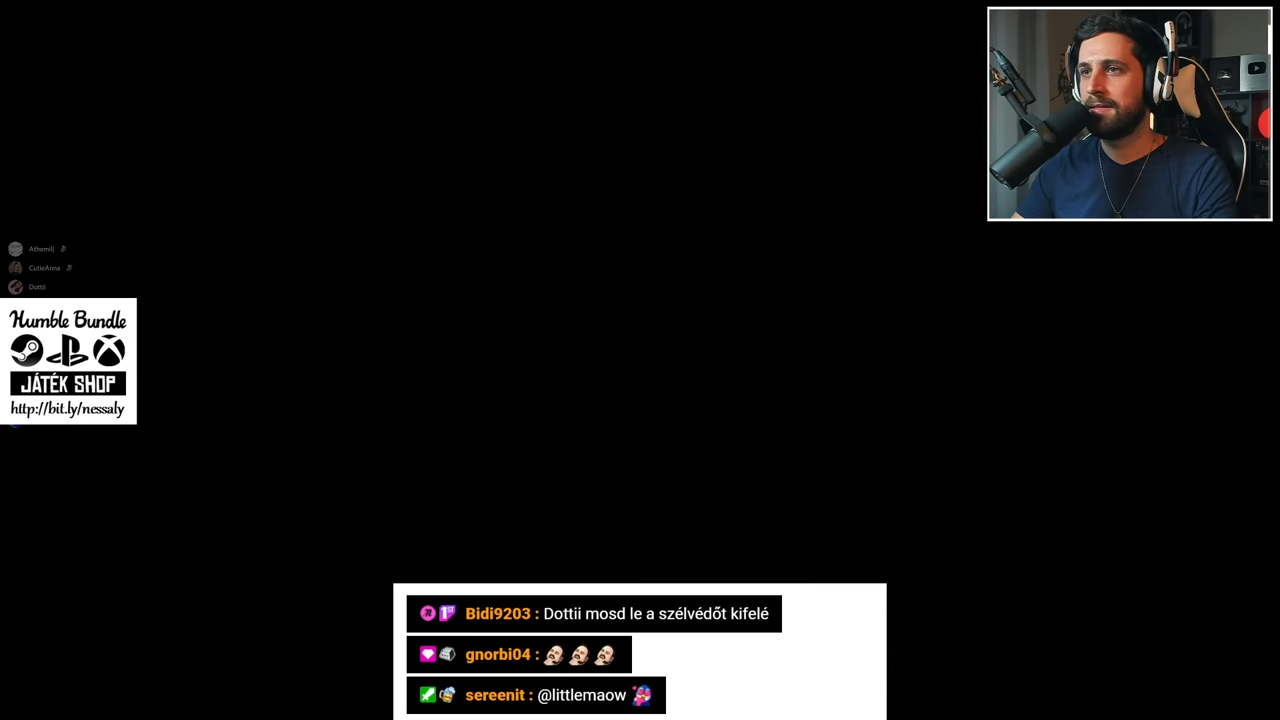 Athemil
CutieAnna
Dottii
Humble Bundle
JÁTÉK SHOP
http://bit.ly/nessaly
Bidi9203 : Dottii mosd le a szélvédőt kifelé
gnorbi04 :
sereenit : @littlemaow